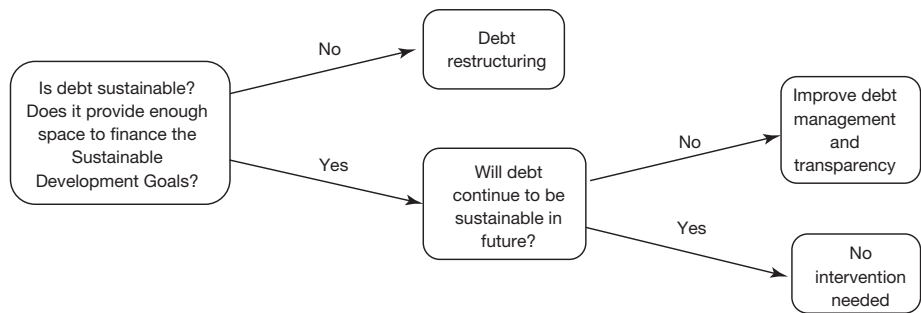 Is debt sustainable?
Does it provide enough
space to finance the
Sustainable
Development Goals?
No
Debt
restructuring
Yes
Will debt
continue to be
sustainable in
future?
No
Improve debt
management
and
transparency
Yes
No
intervention
needed